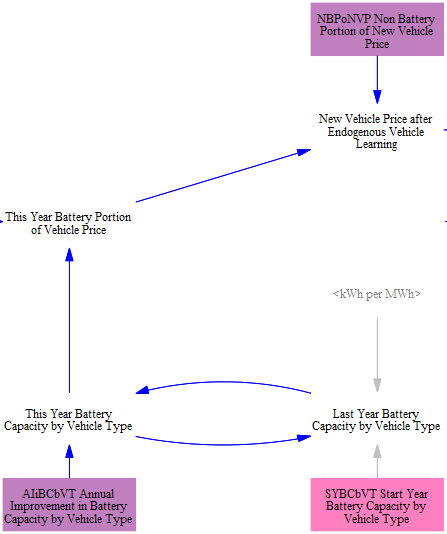 NBPoNVP Non Battery
Portion of New Vehicle
Price
New Vehicle Price after
Endogenous Vehicle
Learning
This Year Battery Portion
of Vehicle Price
<kWh per MWh>
This Year Battery
Capacity by Vehicle Type
Last Year Battery
Capacity by Vehicle Type
AIiBCbVT Annual
Improvement in Battery
Capacity by Vehicle Type
SYBCbVT Start Year
Battery Capacity by
Vehicle Type